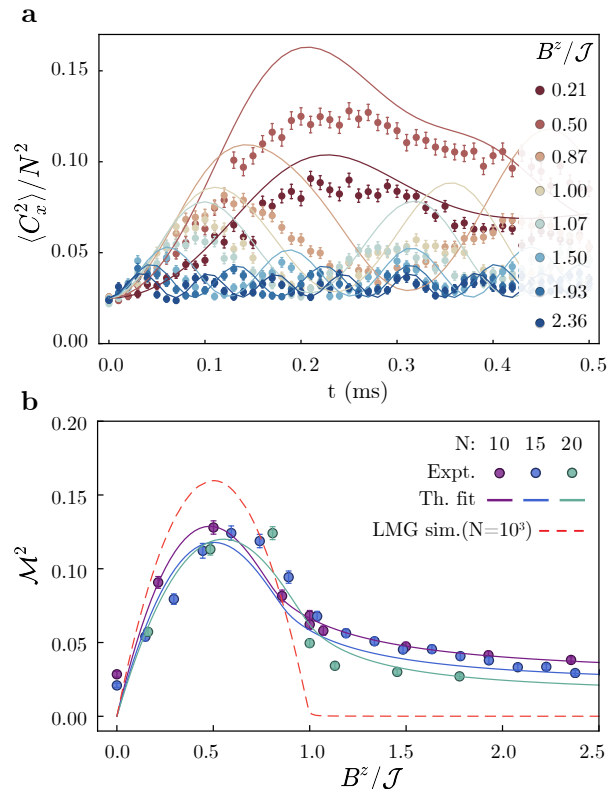 a
0.15
0.10
0.05
0.00
⟨C_x^2⟩/N^2
B^z/𝒥
0.21
0.50
0.87
1.00
1.07
1.50
1.93
2.36
0.0 0.1 0.2 0.3 0.4 0.5
t (ms)
b
0.20
0.15
0.10
0.05
0.00
ℳ^2
N: 10 15 20
Expt.
Th. fit
LMG sim.(N=10³)
0.0 0.5 1.0 1.5 2.0 2.5
B^z/𝒥